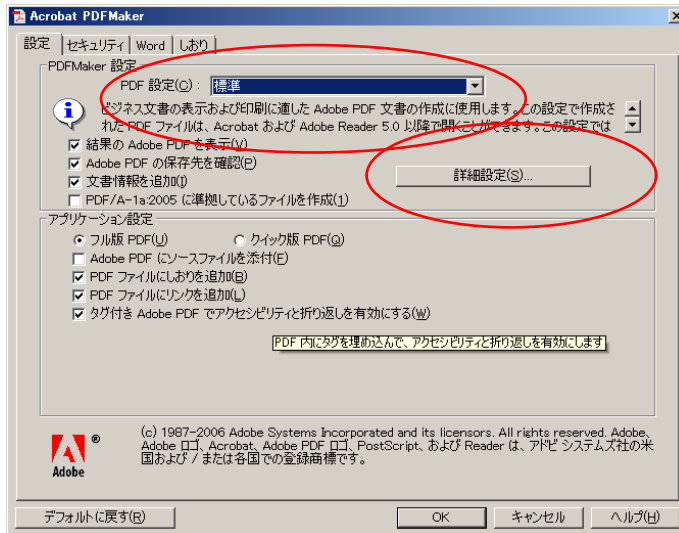 Acrobat PDFMaker
設定 セキュリティ Word しおり
PDFMaker 設定
PDF 設定(C): 標準
ビジネス文書の表示および印刷に適した Adobe PDF 文書の作成に使用します。この設定で作成さ
れた PDF ファイルは、Acrobat および Adobe Reader 5.0 以降で開くことができます。この設定では
結果の Adobe PDF を表示(V)
Adobe PDF の保存先を確認(P)
文書情報を追加(I)
詳細設定(S)...
PDF/A-1a:2005 に準拠しているファイルを作成(1)
アプリケーション設定
フル版 PDF(U) クイック版 PDF(Q)
Adobe PDF にソースファイルを添付(F)
PDF ファイルにしおりを追加(B)
PDF ファイルにリンクを追加(L)
タグ付き Adobe PDF でアクセシビリティと折り返しを有効にする(W)
PDF 内にタグを埋め込んで、アクセシビリティと折り返しを有効にします
(c) 1987-2006 Adobe Systems Incorporated and its licensors. All rights reserved. Adobe、
Adobe ロゴ、Acrobat、Adobe PDF ロゴ、PostScript、および Reader は、アドビ システムズ社の米
国および / または各国での登録商標です。
Adobe
デフォルトに戻す(R) OK キャンセル ヘルプ(H)